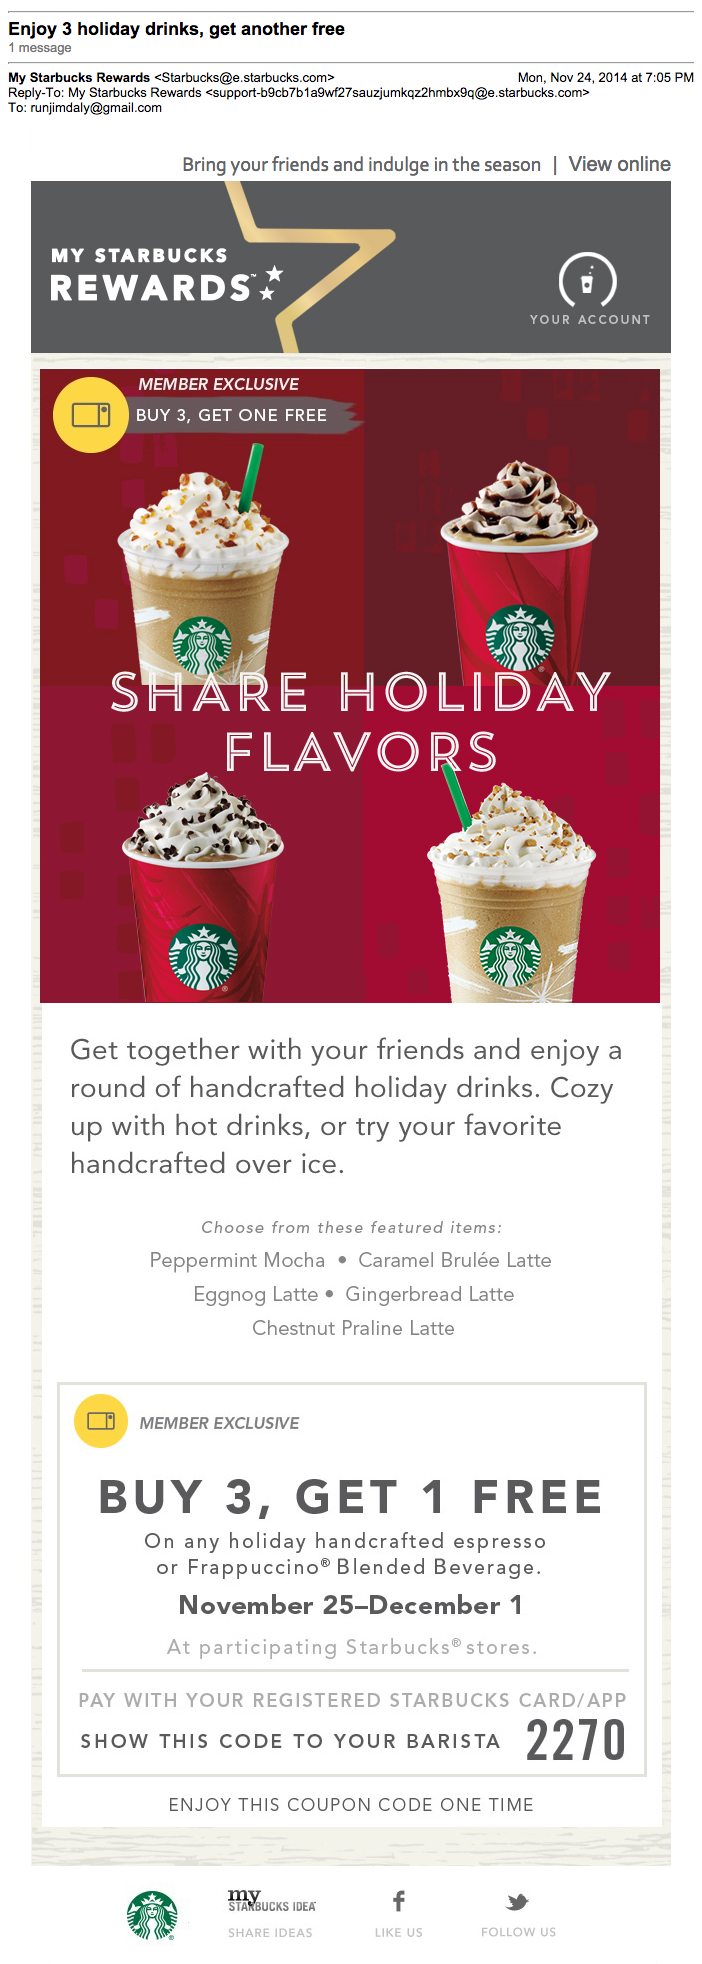 Enjoy 3 holiday drinks, get another free
1 message
My Starbucks Rewards <Starbucks@e.starbucks.com> Mon, Nov 24, 2014 at 7:05 PM
Reply-To: My Starbucks Rewards <support-b9cb7b1a9wf27sauzjumkqz2hmbx9q@e.starbucks.com>
To: runjimdaly@gmail.com
Bring your friends and indulge in the season | View online
MY STARBUCKS
REWARDS™
YOUR ACCOUNT
MEMBER EXCLUSIVE
BUY 3, GET ONE FREE
SHARE HOLIDAY
FLAVORS
Get together with your friends and enjoy a
round of handcrafted holiday drinks. Cozy
up with hot drinks, or try your favorite
handcrafted over ice.
Choose from these featured items:
Peppermint Mocha • Caramel Brulée Latte
Eggnog Latte • Gingerbread Latte
Chestnut Praline Latte
MEMBER EXCLUSIVE
BUY 3, GET 1 FREE
On any holiday handcrafted espresso
or Frappuccino® Blended Beverage.
November 25–December 1
At participating Starbucks® stores.
PAY WITH YOUR REGISTERED STARBUCKS CARD/APP
SHOW THIS CODE TO YOUR BARISTA 2270
ENJOY THIS COUPON CODE ONE TIME
my
STARBUCKS IDEA™
SHARE IDEAS LIKE US FOLLOW US